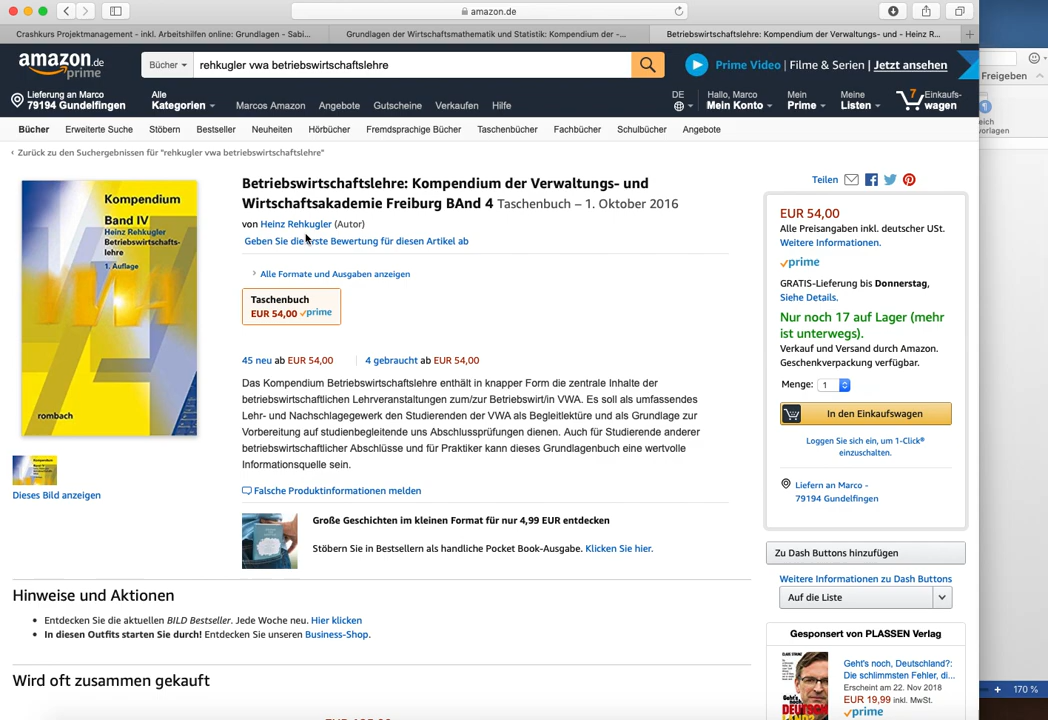 amazon.de
Crashkurs Projektmanagement - inkl. Arbeitshilfen online: Grundlagen - Sabi...
Grundlagen der Wirtschaftsmathematik und Statistik: Kompendium der -...
Betriebswirtschaftslehre: Kompendium der Verwaltungs- und - Heinz R...
amazon.de
prime
Bücher
rehkugler vwa betriebswirtschaftslehre
Prime Video | Filme & Serien | Jetzt ansehen
Freigeben
Lieferung an Marco
79194 Gundelfingen
Alle
Kategorien
Marcos Amazon
Angebote
Gutscheine
Verkaufen
Hilfe
DE
Hallo, Marco
Mein Konto
Mein
Prime
Meine
Listen
7
Einkaufs-
wagen
eich
vorlagen
Bücher
Erweiterte Suche
Stöbern
Bestseller
Neuheiten
Hörbücher
Fremdsprachige Bücher
Taschenbücher
Fachbücher
Schulbücher
Angebote
‹ Zurück zu den Suchergebnissen für "rehkugler vwa betriebswirtschaftslehre"
Kompendium
Band IV
Heinz Rehkugler
Betriebswirtschafts-
lehre
1. Auflage
rombach
Dieses Bild anzeigen
Betriebswirtschaftslehre: Kompendium der Verwaltungs- und
Wirtschaftsakademie Freiburg BAnd 4 Taschenbuch – 1. Oktober 2016
von Heinz Rehkugler (Autor)
Geben Sie die erste Bewertung für diesen Artikel ab
› Alle Formate und Ausgaben anzeigen
Taschenbuch
EUR 54,00 prime
45 neu ab EUR 54,00
4 gebraucht ab EUR 54,00
Das Kompendium Betriebswirtschaftslehre enthält in knapper Form die zentrale Inhalte der
betriebswirtschaftlichen Lehrveranstaltungen zum/zur Betriebswirt/in VWA. Es soll als umfassendes
Lehr- und Nachschlagegewerk den Studierenden der VWA als Begleitlektüre und als Grundlage zur
Vorbereitung auf studienbegleitende uns Abschlussprüfungen dienen. Auch für Studierende anderer
betriebswirtschaftlicher Abschlüsse und für Praktiker kann dieses Grundlagenbuch eine wertvolle
Informationsquelle sein.
Falsche Produktinformationen melden
Große Geschichten im kleinen Format für nur 4,99 EUR entdecken
Stöbern Sie in Bestsellern als handliche Pocket Book-Ausgabe. Klicken Sie hier.
Teilen
EUR 54,00
Alle Preisangaben inkl. deutscher USt.
Weitere Informationen.
prime
GRATIS-Lieferung bis Donnerstag,
Siehe Details.
Nur noch 17 auf Lager (mehr
ist unterwegs).
Verkauf und Versand durch Amazon.
Geschenkverpackung verfügbar.
Menge: 1
In den Einkaufswagen
Loggen Sie sich ein, um 1-Click®
einzuschalten.
Liefern an Marco -
79194 Gundelfingen
Zu Dash Buttons hinzufügen
Weitere Informationen zu Dash Buttons
Auf die Liste
Hinweise und Aktionen
• Entdecken Sie die aktuellen BILD Bestseller. Jede Woche neu. Hier klicken
• In diesen Outfits starten Sie durch! Entdecken Sie unseren Business-Shop.
Gesponsert von PLASSEN Verlag
Geht's noch, Deutschland?:
Die schlimmsten Fehler, di...
Erscheint am 22. Nov 2018
EUR 19,99 inkl. MwSt.
prime
Wird oft zusammen gekauft
170 %